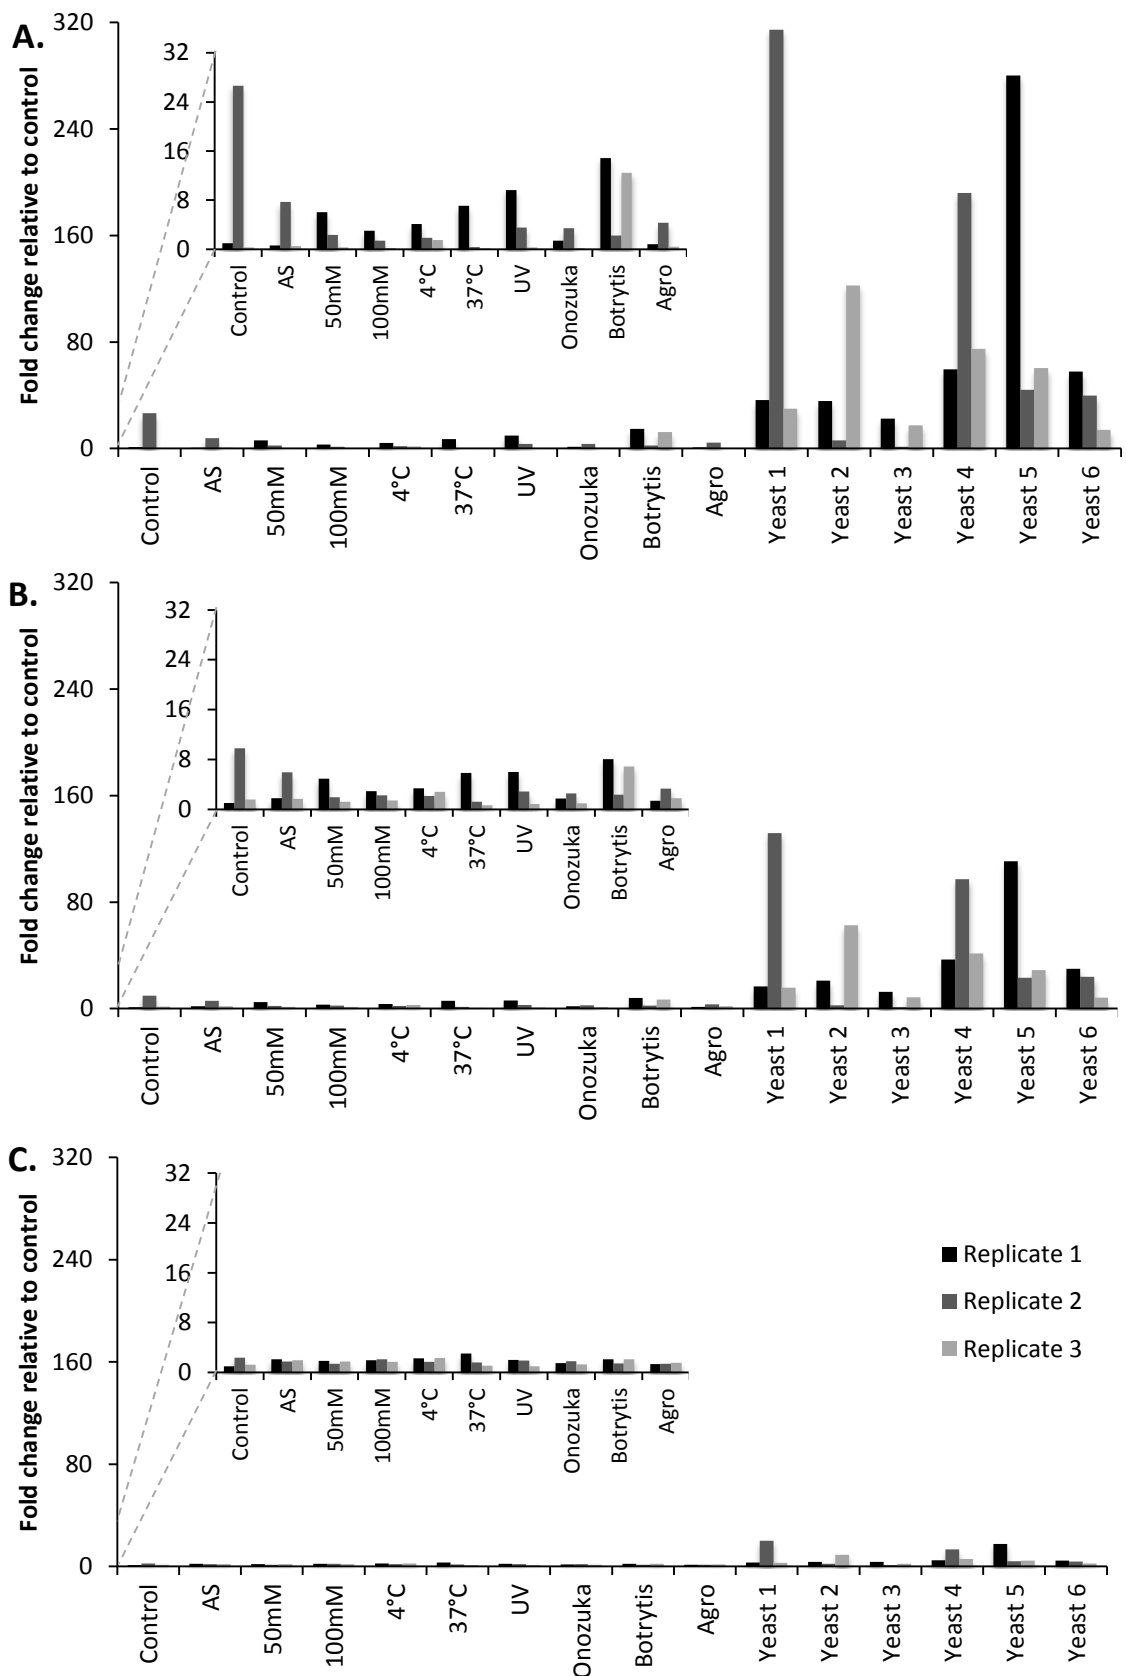 A.
Fold change relative to control
320
240
160
80
0
32
24
16
8
0
Control
AS
50mM
100mM
4°C
37°C
UV
Onozuka
Botrytis
Agro
Control
AS
50mM
100mM
4°C
37°C
UV
Onozuka
Botrytis
Agro
Yeast 1
Yeast 2
Yeast 3
Yeast 4
Yeast 5
Yeast 6
B.
Fold change relative to control
320
240
160
80
0
32
24
16
8
0
Control
AS
50mM
100mM
4°C
37°C
UV
Onozuka
Botrytis
Agro
Control
AS
50mM
100mM
4°C
37°C
UV
Onozuka
Botrytis
Agro
Yeast 1
Yeast 2
Yeast 3
Yeast 4
Yeast 5
Yeast 6
C.
Fold change relative to control
320
240
160
80
0
32
24
16
8
0
Control
AS
50mM
100mM
4°C
37°C
UV
Onozuka
Botrytis
Agro
Replicate 1
Replicate 2
Replicate 3
Control
AS
50mM
100mM
4°C
37°C
UV
Onozuka
Botrytis
Agro
Yeast 1
Yeast 2
Yeast 3
Yeast 4
Yeast 5
Yeast 6